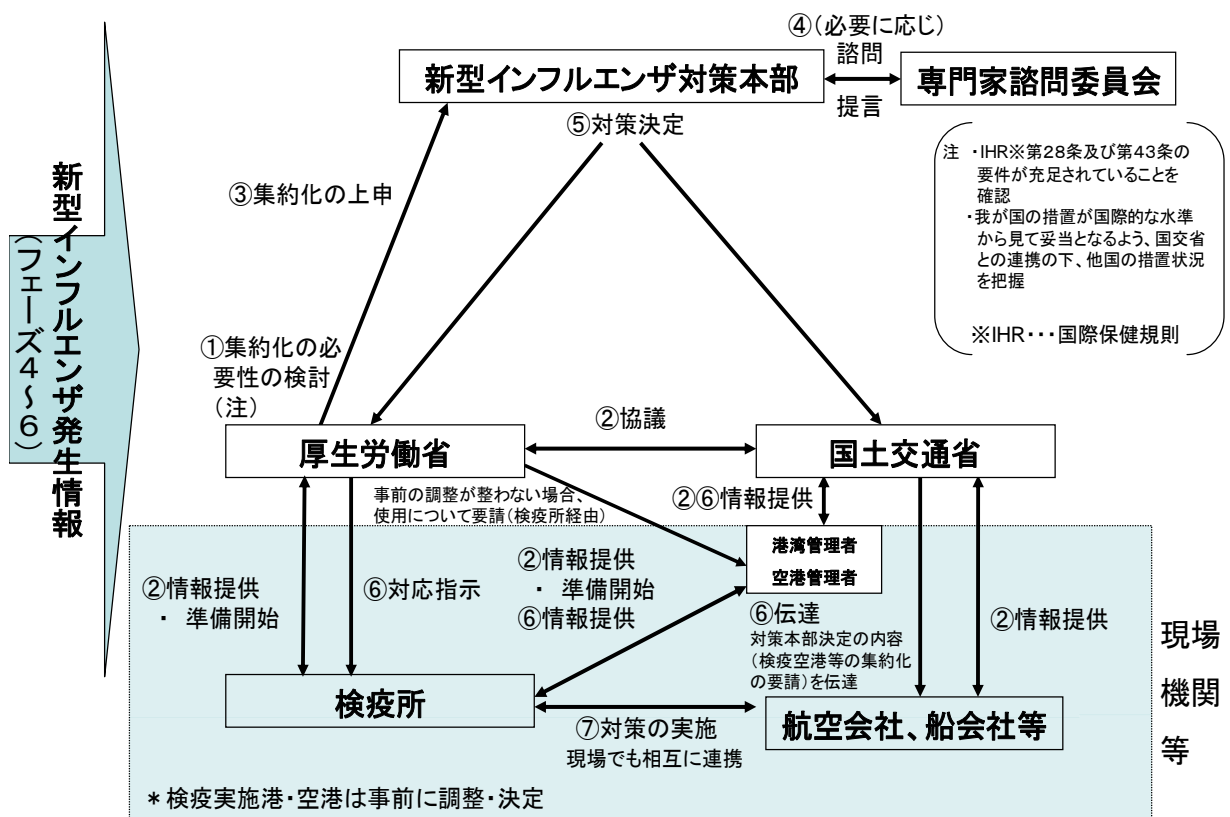 新型インフルエンザ発生情報
（フェーズ4～6）
④（必要に応じ）
諮問
新型インフルエンザ対策本部
専門家諮問委員会
提言
⑤対策決定
注 ・IHR※第28条及び第43条の
要件が充足されていることを
確認
・我が国の措置が国際的な水準
から見て妥当となるよう、国交省
との連携の下、他国の措置状況
を把握
※IHR・・・国際保健規則
③集約化の上申
①集約化の必
要性の検討
（注）
②協議
厚生労働省
国土交通省
事前の調整が整わない場合、
使用について要請（検疫所経由）
②⑥情報提供
港湾管理者
空港管理者
②情報提供
・ 準備開始
⑥対応指示
②情報提供
・ 準備開始
⑥情報提供
⑥伝達
対策本部決定の内容
（検疫空港等の集約化
の要請）を伝達
②情報提供
現場
機関
等
検疫所
航空会社、船会社等
⑦対策の実施
現場でも相互に連携
＊検疫実施港・空港は事前に調整・決定